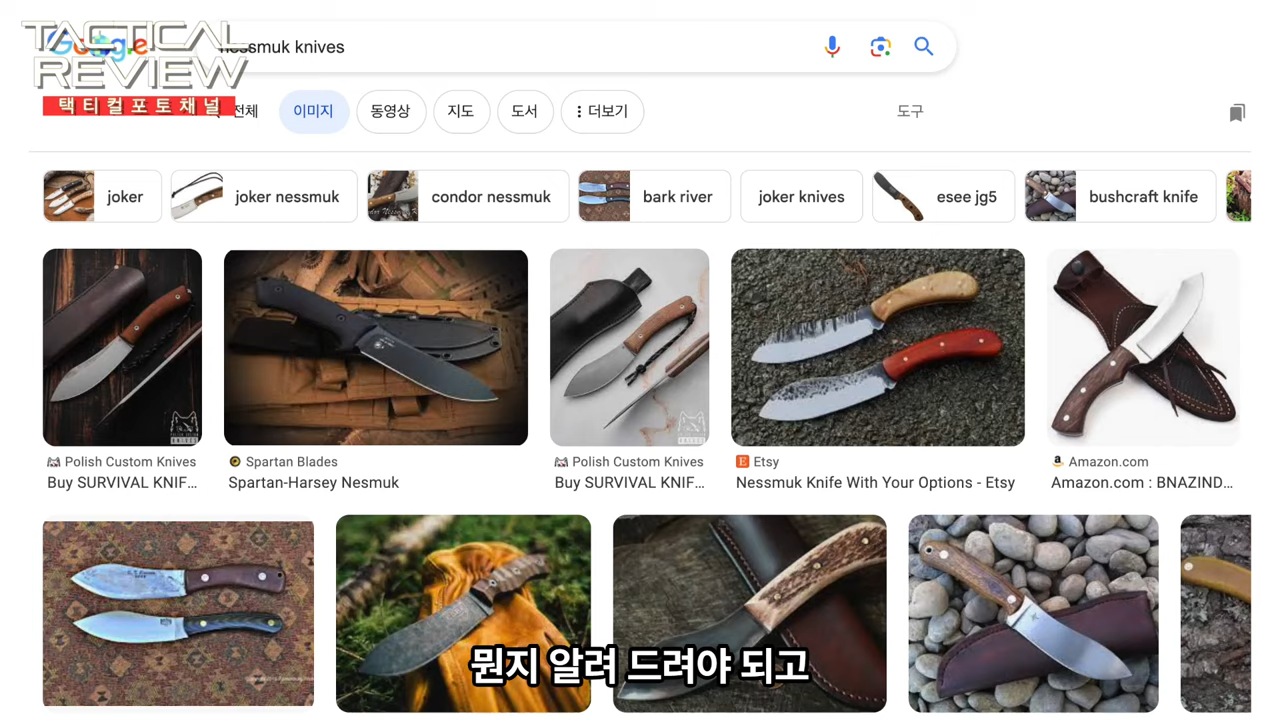 TACTICAL
REVIEW
택티컬포토채널
Google
nessmuk knives
전체
이미지
동영상
지도
도서
더보기
도구
joker
joker nessmuk
condor nessmuk
bark river
joker knives
esee jg5
bushcraft knife
Polish Custom Knives
Buy SURVIVAL KNIF...
Spartan Blades
Spartan-Harsey Nesmuk
Polish Custom Knives
Buy SURVIVAL KNIF...
Etsy
Nessmuk Knife With Your Options - Etsy
Amazon.com
Amazon.com : BNAZIND...
뭔지 알려 드려야 되고